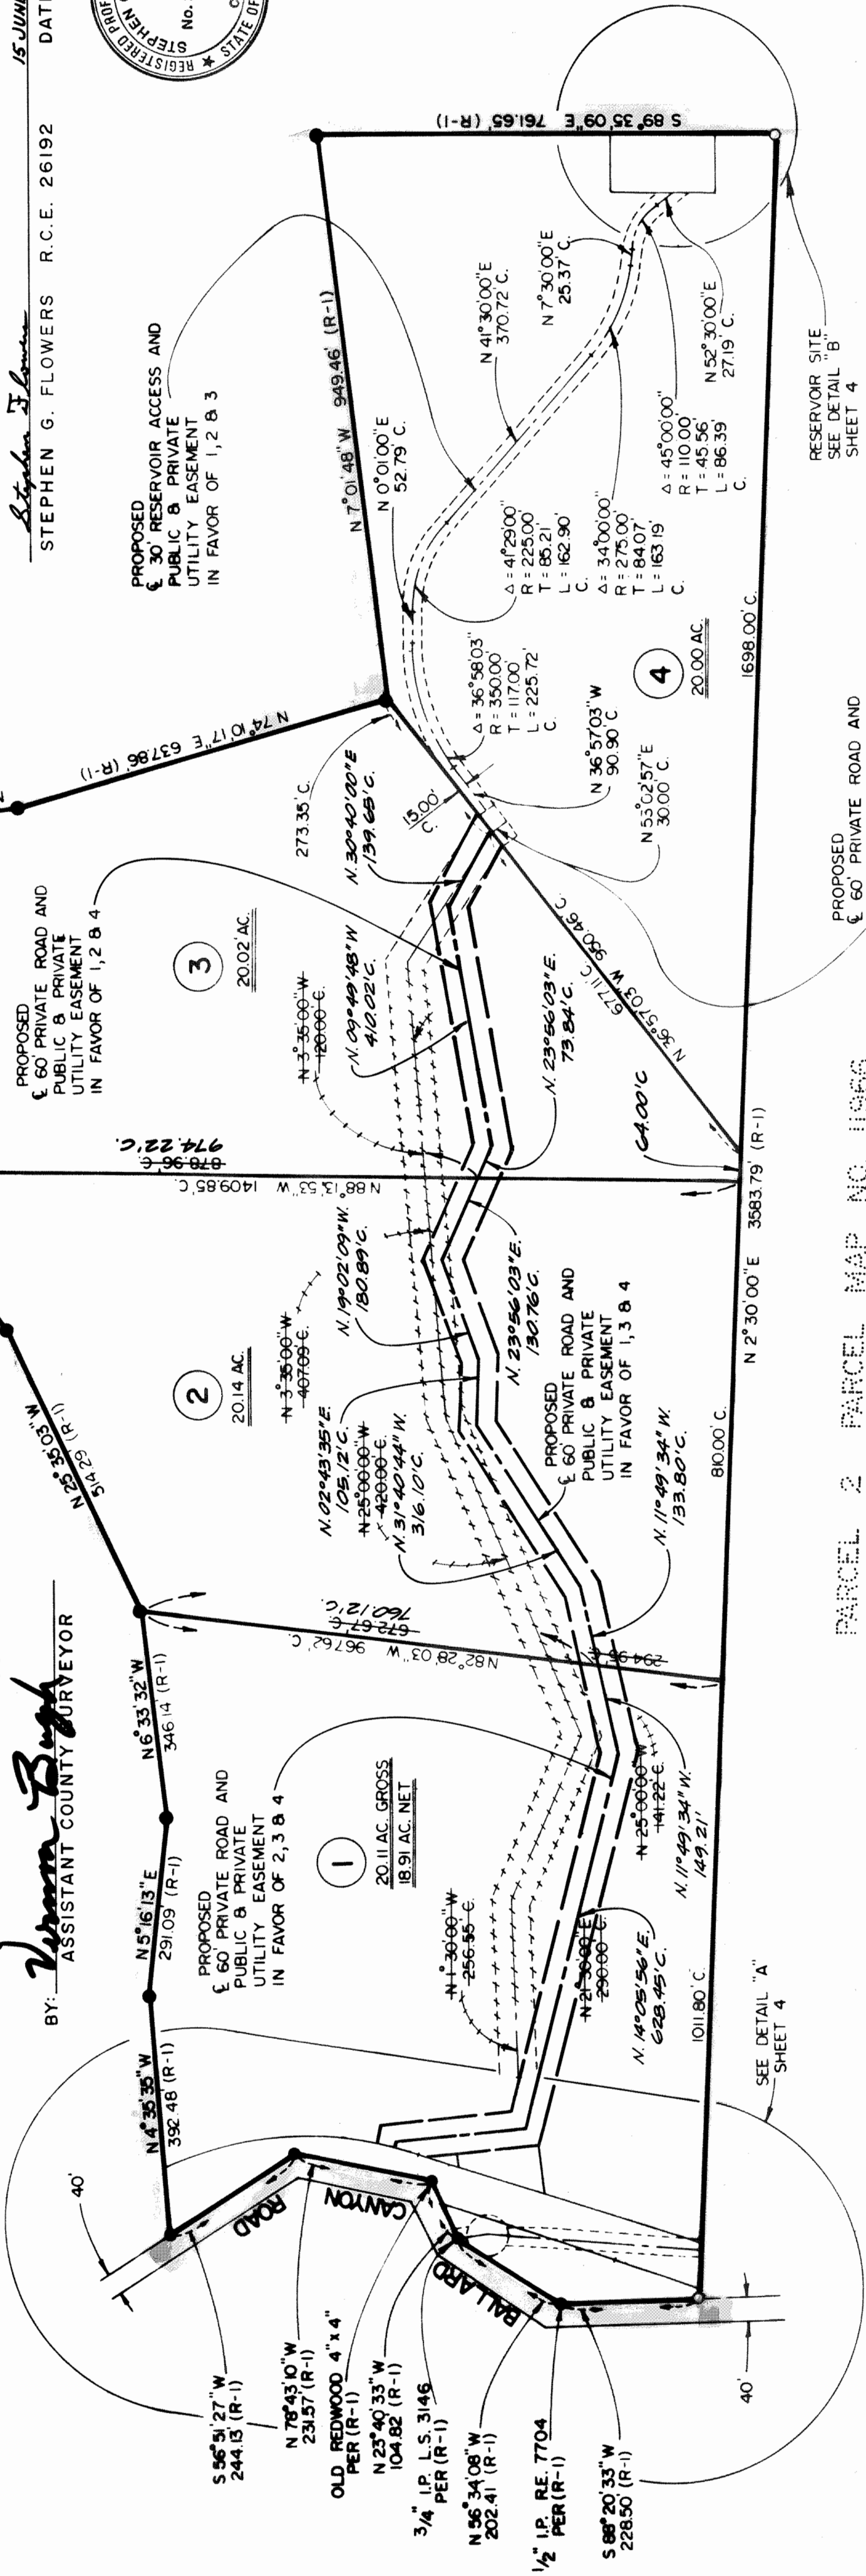 15 JUNE
STEPHEN G. FLOWERS R.C.E. 26192
REGISTERED PROF
STEPHEN
No.
STATE OF
BY:
ASSISTANT COUNTY SURVEYOR
PROPOSED
℄ 30' RESERVOIR ACCESS AND
PUBLIC & PRIVATE
UTILITY EASEMENT
IN FAVOR OF 1, 2 & 3
S 89°35'09"E 761.65' (R-1)
N 7°01'48"W 949.46' (R-1)
N 0°01'00"E
52.79' C.
N 41°30'00"E
370.72' C.
N 7°30'00"E
25.37' C.
N 52°30'00"E
27.19' C.
Δ = 45°00'00"
R = 110.00'
T = 45.56'
L = 86.39'
C.
Δ = 34°00'00"
R = 275.00'
T = 84.07'
L = 163.19'
C.
Δ = 41°29'00"
R = 225.00'
T = 85.21'
L = 162.90'
C.
Δ = 36°58'03"
R = 350.00'
T = 117.00'
L = 225.72'
C.
N 36°57'03"W
90.90' C.
N 53°02'57"E
30.00' C.
4
20.00 AC.
1698.00' C.
RESERVOIR SITE
SEE DETAIL "B"
SHEET 4
N 74°10'17"E 637.86' (R-1)
273.35' C.
15.00'
C.
N.30°40'00"E
139.65'C.
PROPOSED
℄ 60' PRIVATE ROAD AND
PUBLIC & PRIVATE
UTILITY EASEMENT
IN FAVOR OF 1, 2 & 4
3
20.02 AC.
N 3°35'00"W
120.00' C.
N.09°49'48"W
410.02'C.
N.23°56'03"E.
73.84'C.
677.11' C.
N 36°57'03"W 950.46' C.
64.00'C
PROPOSED
℄ 60' PRIVATE ROAD AND
878.96' C.
974.22'C.
N 88°13'53"W 1409.85' C.
N 2°30'00"E 3583.79' (R-1)
N 25°35'03"W
514.29 (R-1)
2
20.14 AC.
N 3°35'00"W
407.09' C.
N.19°02'09"W.
180.89'C.
N.23°56'03"E.
130.76'C.
N.02°43'35"E.
105.12'C.
N 25°00'00"W
420.00' C.
N.31°40'44"W.
316.10'C.
PROPOSED
℄ 60' PRIVATE ROAD AND
PUBLIC & PRIVATE
UTILITY EASEMENT
IN FAVOR OF 1, 3 & 4
N.11°49'34"W.
133.80'C.
810.00' C.
N 82°28'03"W 967.62' C.
672.67' C.
760.12'C.
294.95'
N 6°33'32"W
346.14' (R-1)
N 5°16'13"E
291.09' (R-1)
N 4°35'35"W
392.48' (R-1)
PROPOSED
℄ 60' PRIVATE ROAD AND
PUBLIC & PRIVATE
UTILITY EASEMENT
IN FAVOR OF 2, 3 & 4
1
20.11 AC. GROSS
18.91 AC. NET
N 1°30'00"W
256.55' C.
N 21°30'00"E
290.00' C.
N 25°00'00"W
141.22' C.
N.11°49'34"W.
149.21'
N.14°05'56"E.
628.45'C.
1011.80' C.
SEE DETAIL "A"
SHEET 4
40'
BALLARD CANYON ROAD
40'
S 56°51'27"W
244.13' (R-1)
N 78°43'10"W
231.57' (R-1)
OLD REDWOOD 4"x4"
PER (R-1)
N 23°40'33"W
104.82 (R-1)
3/4" I.P. L.S. 3146
PER (R-1)
N 56°34'08"W
202.41 (R-1)
1/2" I.P. R.E. 7704
PER (R-1)
S 88°20'33"W
228.50' (R-1)
PARCEL 2 PARCEL MAP NO.